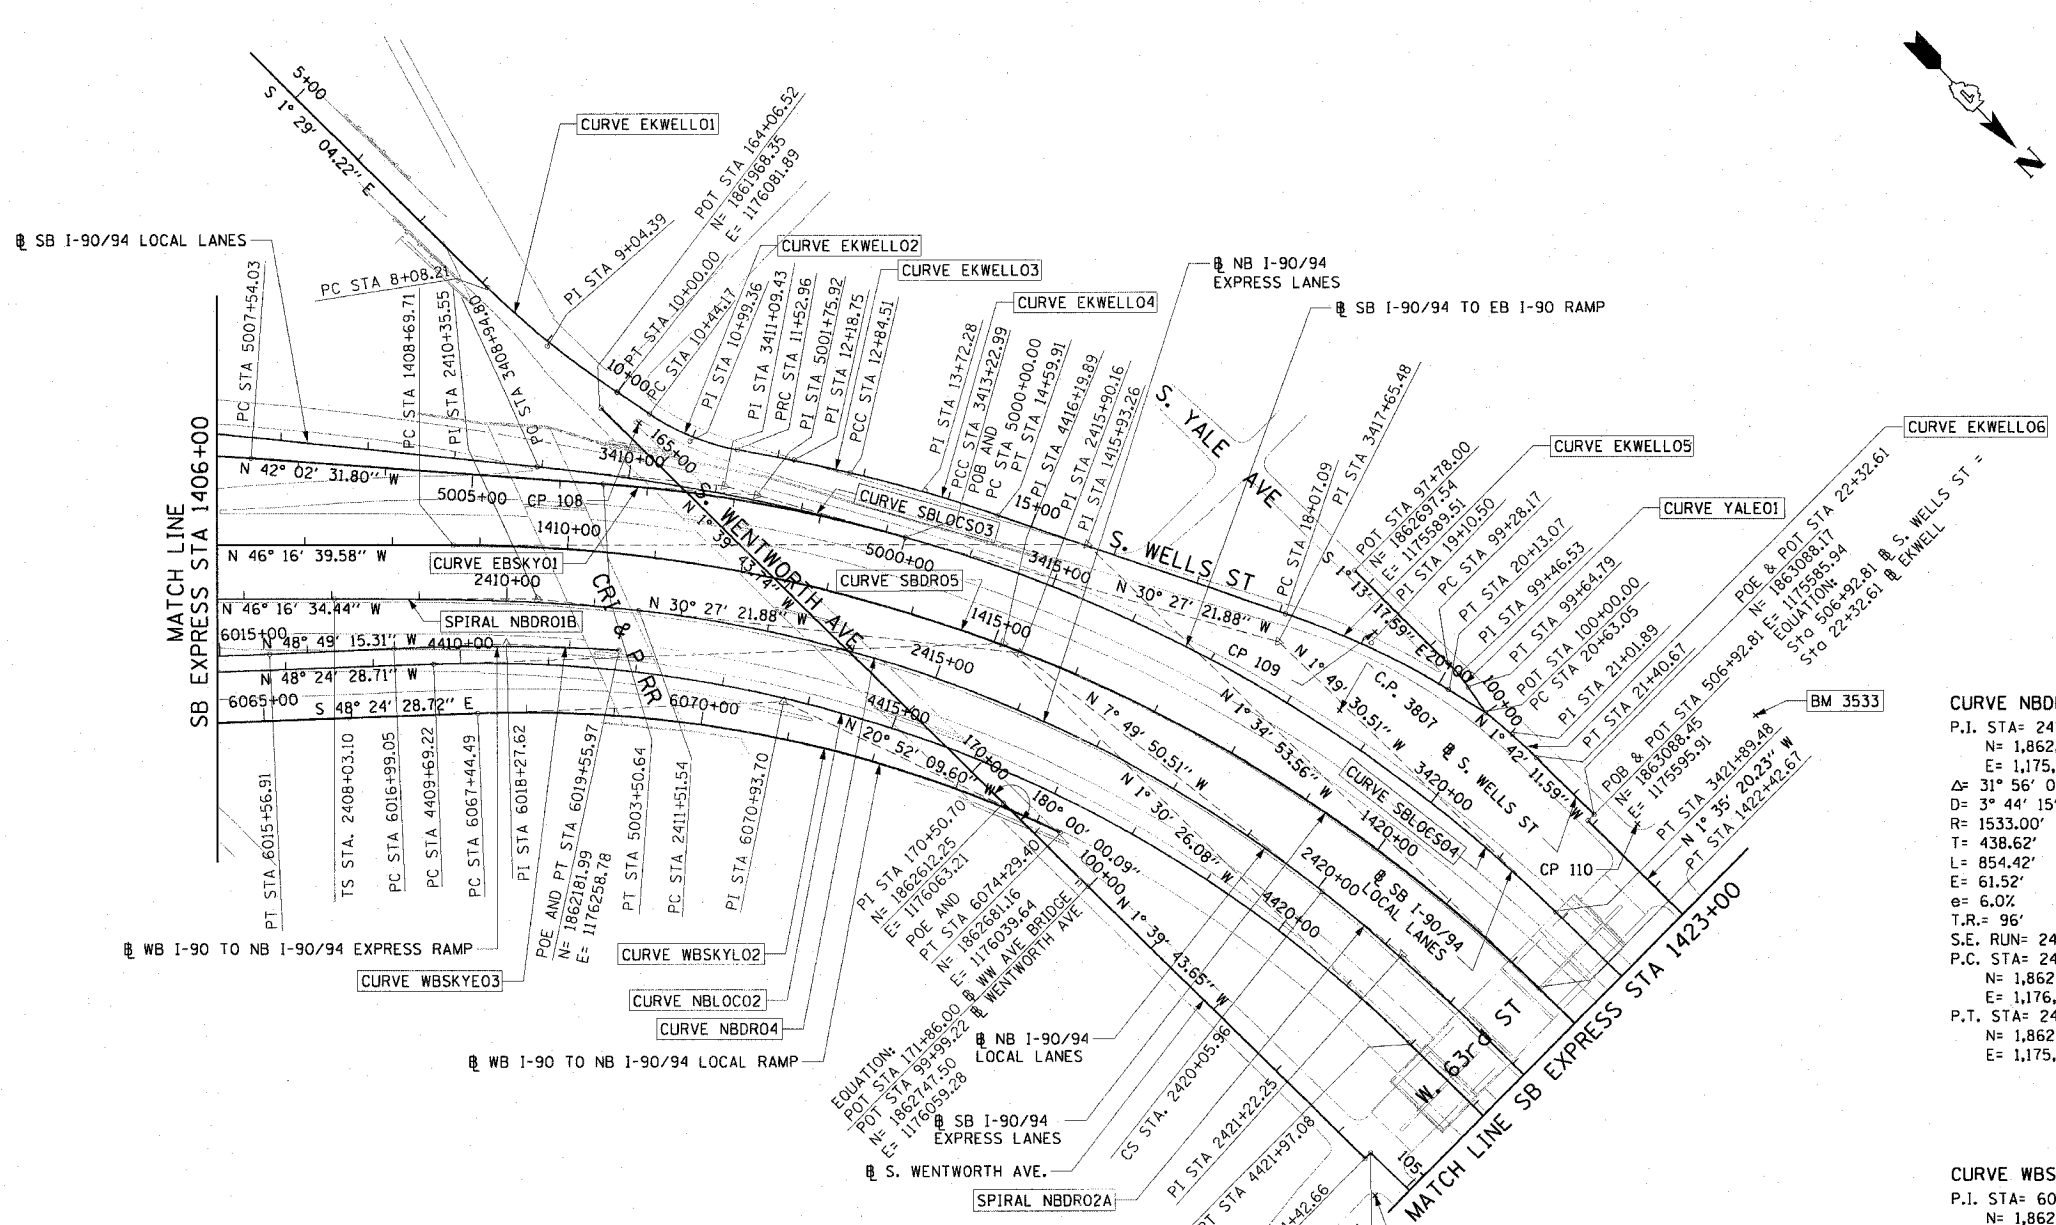 5+00
S 1° 29' 04.22" E
CURVE EKWELL01
POT STA 164+06.52
N= 1861968.35
E= 1176081.89
N
℄ SB I-90/94 LOCAL LANES
PC STA 5007+54.03
PC STA 8+08.21
PC STA 1408+69.71
PI STA 2410+35.55
3408+94.80
PI STA 9+04.39
10+00
PT STA 10+00.00
PC STA 10+44.17
PI STA 10+99.36
CURVE EKWELL02
PI STA 3411+09.43
PRC STA 11+52.96
PI STA 5001+75.92
PI STA 12+18.75
PCC STA 12+84.51
CURVE EKWELL03
CURVE EKWELL04
PI STA 13+72.28
PCC STA 3413+22.99
POB AND
PC STA 5000+00.00
PT STA 14+59.91
15+00
PI STA 4416+19.89
PI STA 2415+90.16
PI STA 1415+93.26
℄ NB I-90/94
EXPRESS LANES
℄ SB I-90/94 TO EB I-90 RAMP
S. YALE AVE
PC STA 18+07.09
PI STA 3417+65.48
POT STA 97+78.00
N= 1862697.54
E= 1175589.51
PI STA 19+10.50
PC STA 99+28.17
PT STA 20+13.07
PI STA 99+46.53
PT STA 99+64.79
POT STA 100+00.00
PC STA 20+63.05
PI STA 21+01.89
PT STA 21+40.67
CURVE EKWELL05
CURVE YALE01
CURVE EKWELL06
POE & POT STA 22+32.61
N= 1863088.17
E= 1175585.94
EQUATION:
Sta 506+92.81 ℄ S. WELLS ST =
Sta 22+32.61 ℄ EKWELL
POB & POT STA 506+92.81
N= 1863088.45
E= 1175595.91
BM 3533
PT STA 3421+89.48
N 1° 35' 20.23" W
PT STA 1422+42.67
MATCH LINE
SB EXPRESS STA 1406+00
N 42° 02' 31.80" W
5005+00
CP 108
3410+00
165+00
1410+00
N 46° 16' 39.58" W
CURVE EBSKY01
2410+00
N 46° 16' 34.44" W
SPIRAL NBDR01B
CRI & P RR
6015+00
N 48° 49' 15.31" W
4410+00
N 48° 24' 28.71" W
6065+00
S 48° 24' 28.72" E
6070+00
S. WENTWORTH AVE
N 1° 39' 43.74" W
CURVE SBLOCS03
5000+00
CURVE SBDR05
N 30° 27' 21.88" W
S. WELLS ST
3415+00
N 30° 27' 21.88" W
1415+00
2415+00
4415+00
CP 109
S 1° 13' 17.59" E
20+00
100+00
N 1° 49' 30.51" W
C.P. 3807
N 7° 49' 50.51" W
N 1° 34' 53.56" W
N 1° 42' 11.59" W
℄ S. WELLS ST
3420+00
CURVE SBLOCS04
1420+00
N 1° 30' 26.08" W
2420+00
℄ SB I-90/94
LOCAL
LANES
4420+00
CP 110
N 20° 52' 09.60" W
170+00
180° 00' 00.09"
100+00
N 1° 39' 43.65" W
PT STA 6015+56.91
TS STA. 2408+03.10
PC STA 6016+99.05
PC STA 4409+69.22
PC STA 6067+44.49
PI STA 6018+27.62
POE AND PT STA 6019+55.97
N= 1862181.99
E= 1176258.78
PT STA 5003+50.64
PC STA 2411+51.54
PI STA 6070+93.70
PI STA 170+50.70
N= 1862612.25
E= 1176063.21
POE AND
PT STA 6074+29.40
N= 1862681.16
E= 1176039.64
EQUATION:
POT STA 171+86.00 ℄ WW AVE BRIDGE =
POT STA 99+99.22 ℄ WENTWORTH AVE
N= 1862747.50
E= 1176059.28
℄ WB I-90 TO NB I-90/94 EXPRESS RAMP
CURVE WBSKYE03
CURVE WBSKYL02
CURVE NBLOC02
CURVE NBDR04
℄ WB I-90 TO NB I-90/94 LOCAL RAMP
℄ NB I-90/94
LOCAL LANES
℄ SB I-90/94
EXPRESS LANES
℄ S. WENTWORTH AVE.
SPIRAL NBDR02A
CS STA. 2420+05.96
PI STA 2421+22.25
PT STA 4421+97.08
+42.66
105
W. 63rd ST
MATCH LINE SB EXPRESS STA 1423+00
CURVE NBD
P.I. STA= 24
N= 1,862
E= 1,175,
Δ= 31° 56' 0
D= 3° 44' 15"
R= 1533.00'
T= 438.62'
L= 854.42'
E= 61.52'
e= 6.0%
T.R.= 96'
S.E. RUN= 24
P.C. STA= 24
N= 1,862
E= 1,176,
P.T. STA= 24
N= 1,862
E= 1,175,
CURVE WBS
P.I. STA= 60
N= 1,862